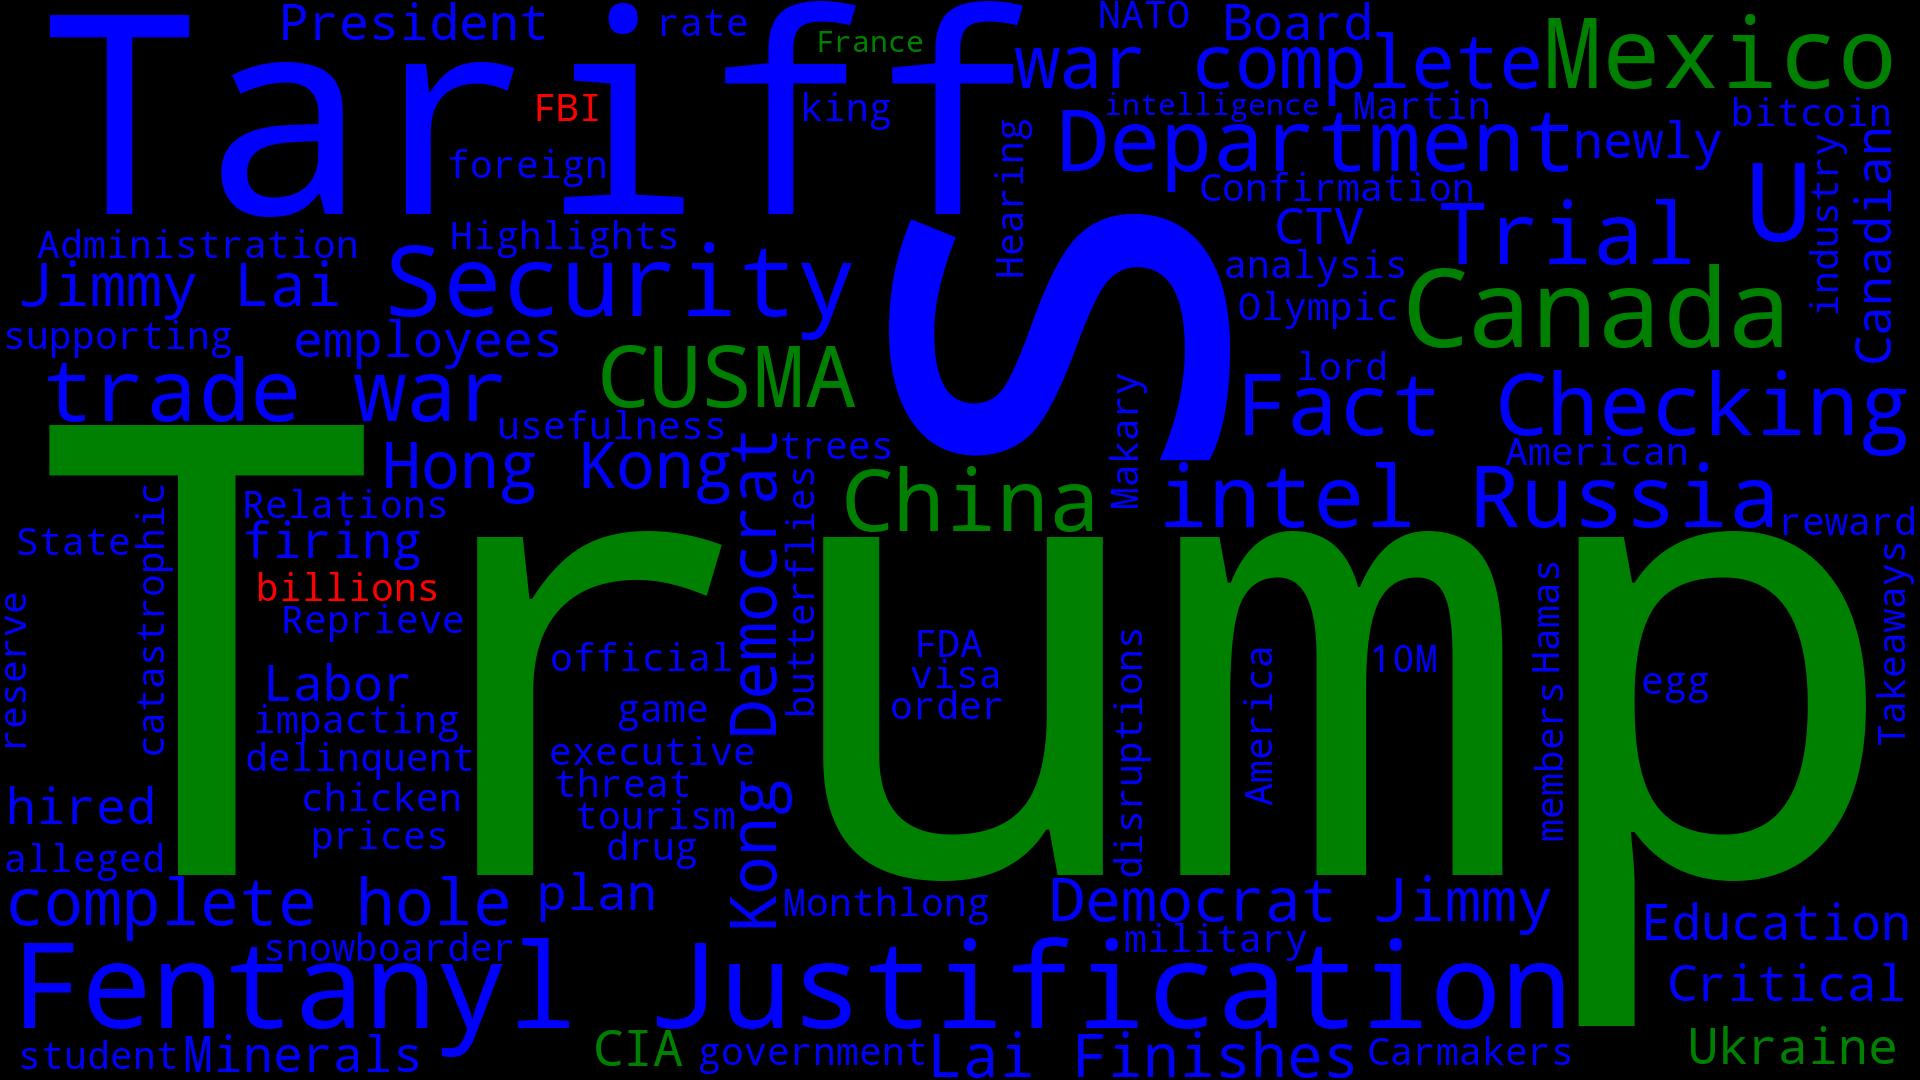 President
rate
France
NATO
Board
Tariff
war complete
Mexico
FBI
king
intelligence
Martin
bitcoin
foreign
Hearing
Department
newly
industry
Canadian
Confirmation
U
Administration
Highlights
CTV
Trial
Jimmy Lai
Security
S
analysis
Canada
supporting
employees
Olympic
CUSMA
trade war
lord
Fact Checking
usefulness
Makary
trees
American
Hong Kong
China
intel Russia
Relations
reward
State
catastrophic
firing
Kong Democrat
butterflies
Takeaways
billions
Trump
reserve
Reprieve
official
FDA
disruptions
America
10M
members
Hamas
egg
visa
Labor
order
impacting
game
delinquent
executive
threat
hired
chicken
tourism
prices
drug
alleged
complete hole
plan
Monthlong
Democrat Jimmy
Education
snowboarder
military
Fentanyl Justification
Critical
student
Minerals
CIA
government
Lai Finishes
Carmakers
Ukraine